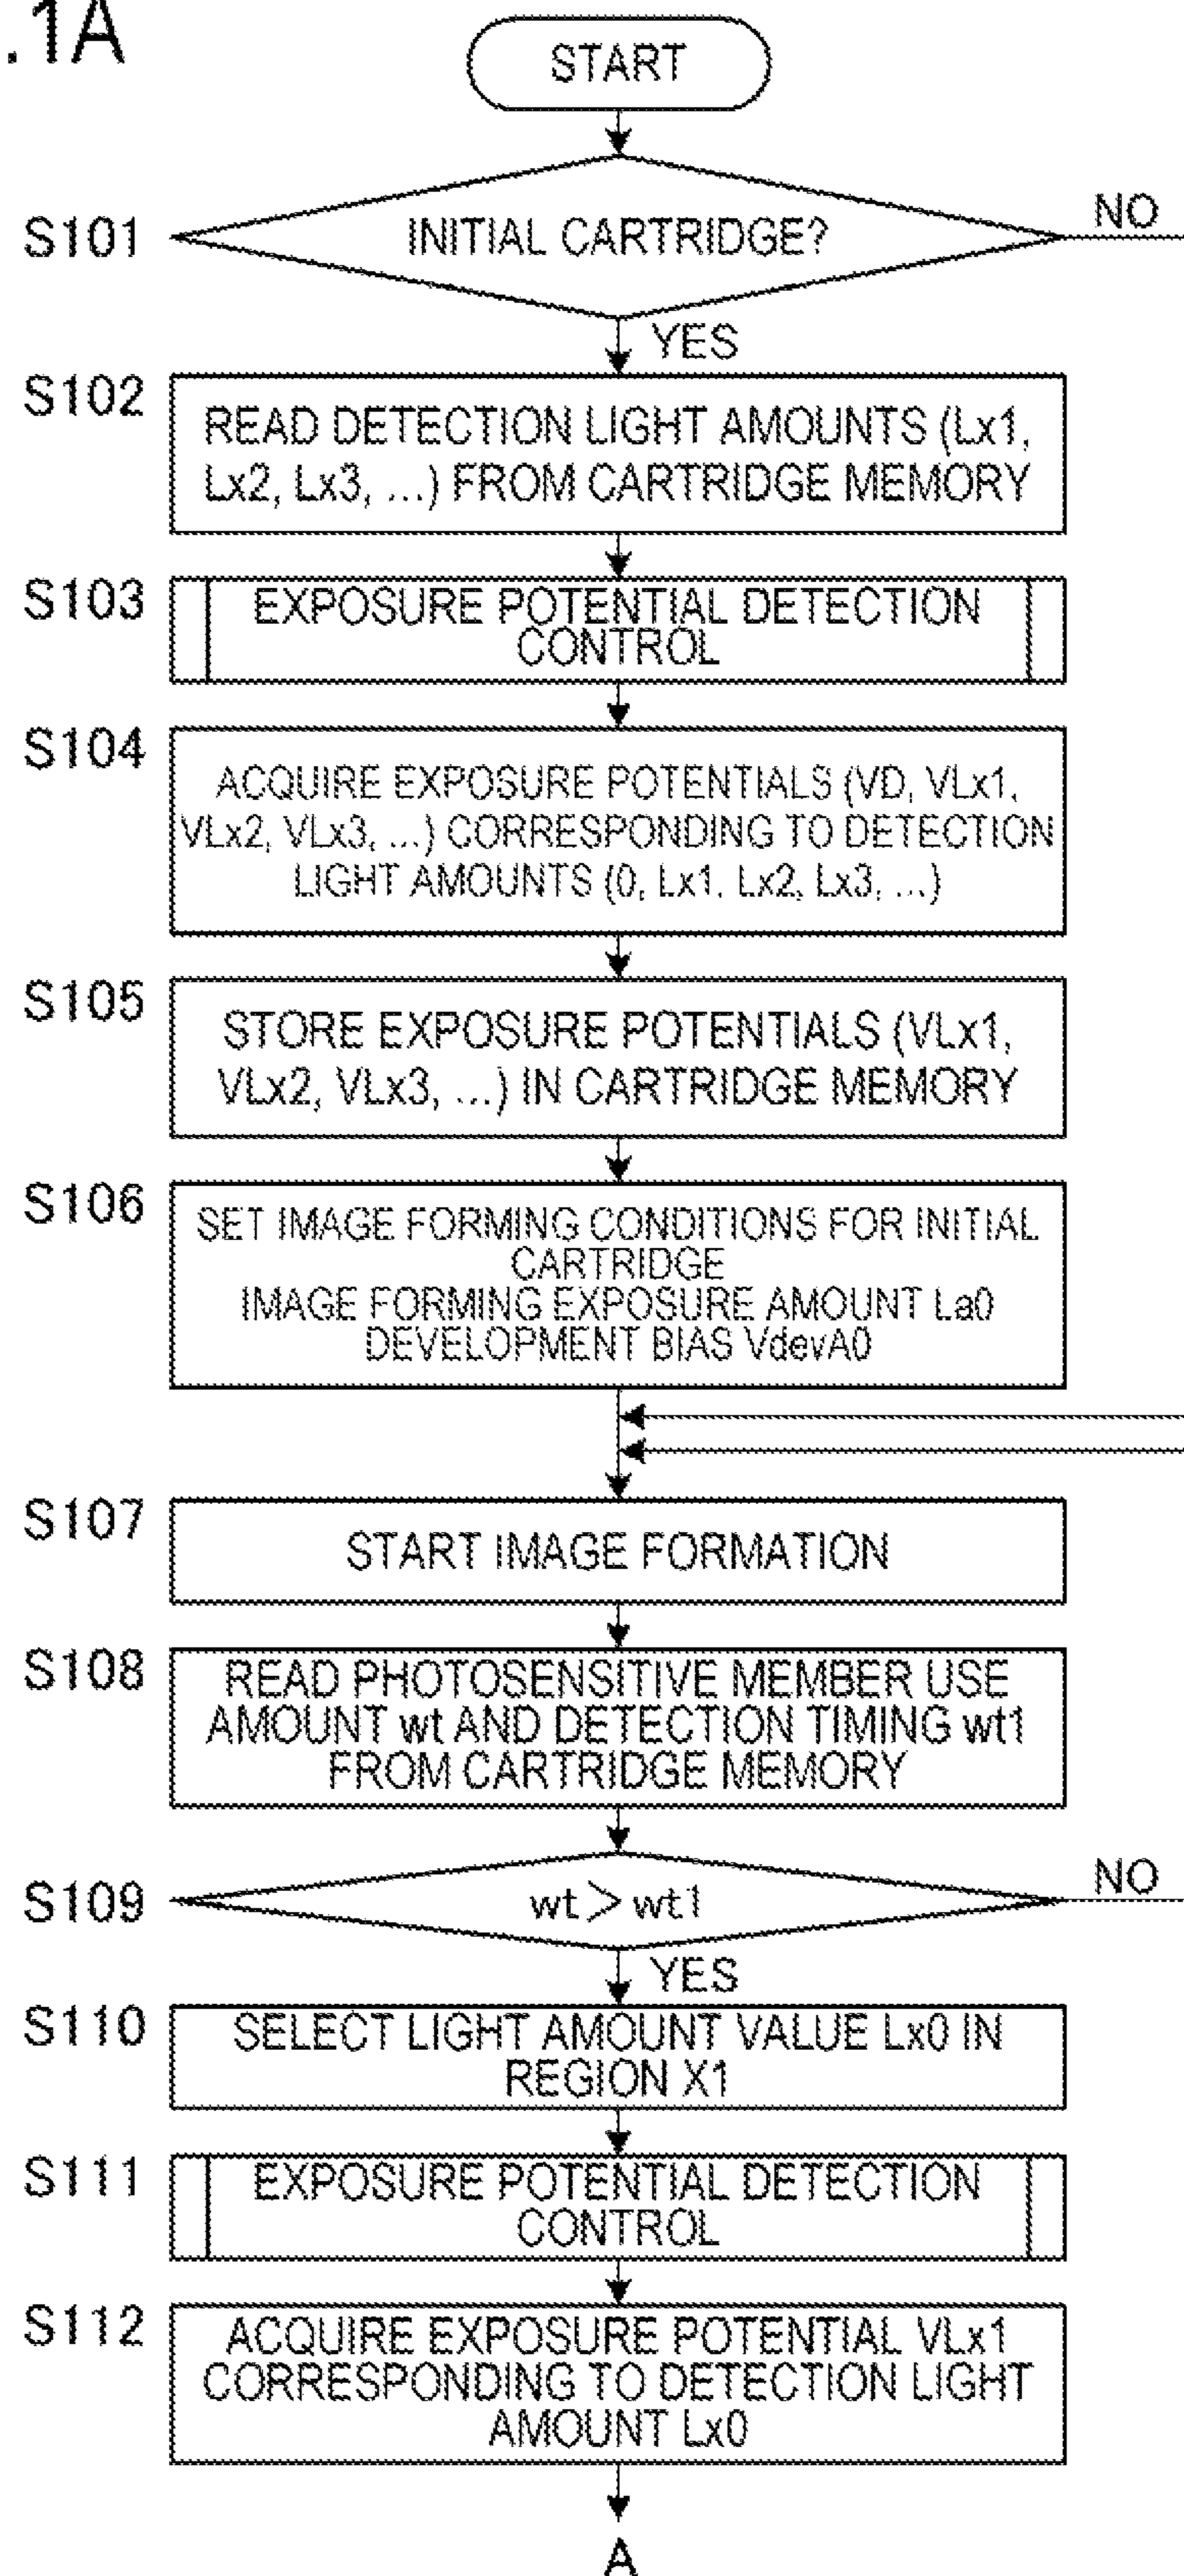 .1A
START
S101
INITIAL CARTRIDGE?
NO
YES
S102
READ DETECTION LIGHT AMOUNTS (Lx1,
Lx2, Lx3, ...) FROM CARTRIDGE MEMORY
S103
EXPOSURE POTENTIAL DETECTION
CONTROL
S104
ACQUIRE EXPOSURE POTENTIALS (VD, VLx1,
VLx2, VLx3, ...) CORRESPONDING TO DETECTION
LIGHT AMOUNTS (0, Lx1, Lx2, Lx3, ...)
S105
STORE EXPOSURE POTENTIALS (VLx1,
VLx2, VLx3, ...) IN CARTRIDGE MEMORY
S106
SET IMAGE FORMING CONDITIONS FOR INITIAL
CARTRIDGE
IMAGE FORMING EXPOSURE AMOUNT La0
DEVELOPMENT BIAS VdevA0
S107
START IMAGE FORMATION
S108
READ PHOTOSENSITIVE MEMBER USE
AMOUNT wt AND DETECTION TIMING wt1
FROM CARTRIDGE MEMORY
S109
wt > wt1
NO
YES
S110
SELECT LIGHT AMOUNT VALUE Lx0 IN
REGION X1
S111
EXPOSURE POTENTIAL DETECTION
CONTROL
S112
ACQUIRE EXPOSURE POTENTIAL VLx1
CORRESPONDING TO DETECTION LIGHT
AMOUNT Lx0
A